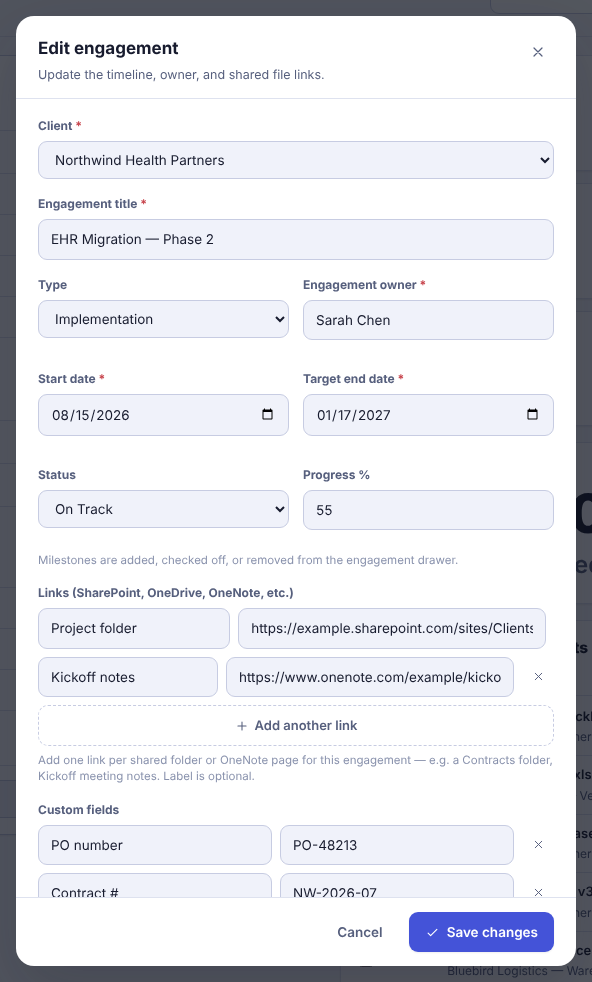 Edit engagement
Update the timeline, owner, and shared file links.
Client *
Northwind Health Partners
Engagement title *
EHR Migration — Phase 2
Type
Engagement owner *
Implementation
Sarah Chen
Start date *
Target end date *
08/15/2026
01/17/2027
Status
Progress %
On Track
55
Milestones are added, checked off, or removed from the engagement drawer.
Links (SharePoint, OneDrive, OneNote, etc.)
Project folder
https://example.sharepoint.com/sites/Clients
Kickoff notes
https://www.onenote.com/example/kicko
+ Add another link
Add one link per shared folder or OneNote page for this engagement — e.g. a Contracts folder,
Kickoff meeting notes. Label is optional.
Custom fields
PO number
PO-48213
Contract #
NW-2026-07
Cancel
Save changes
Bluebird Logistics — Ware